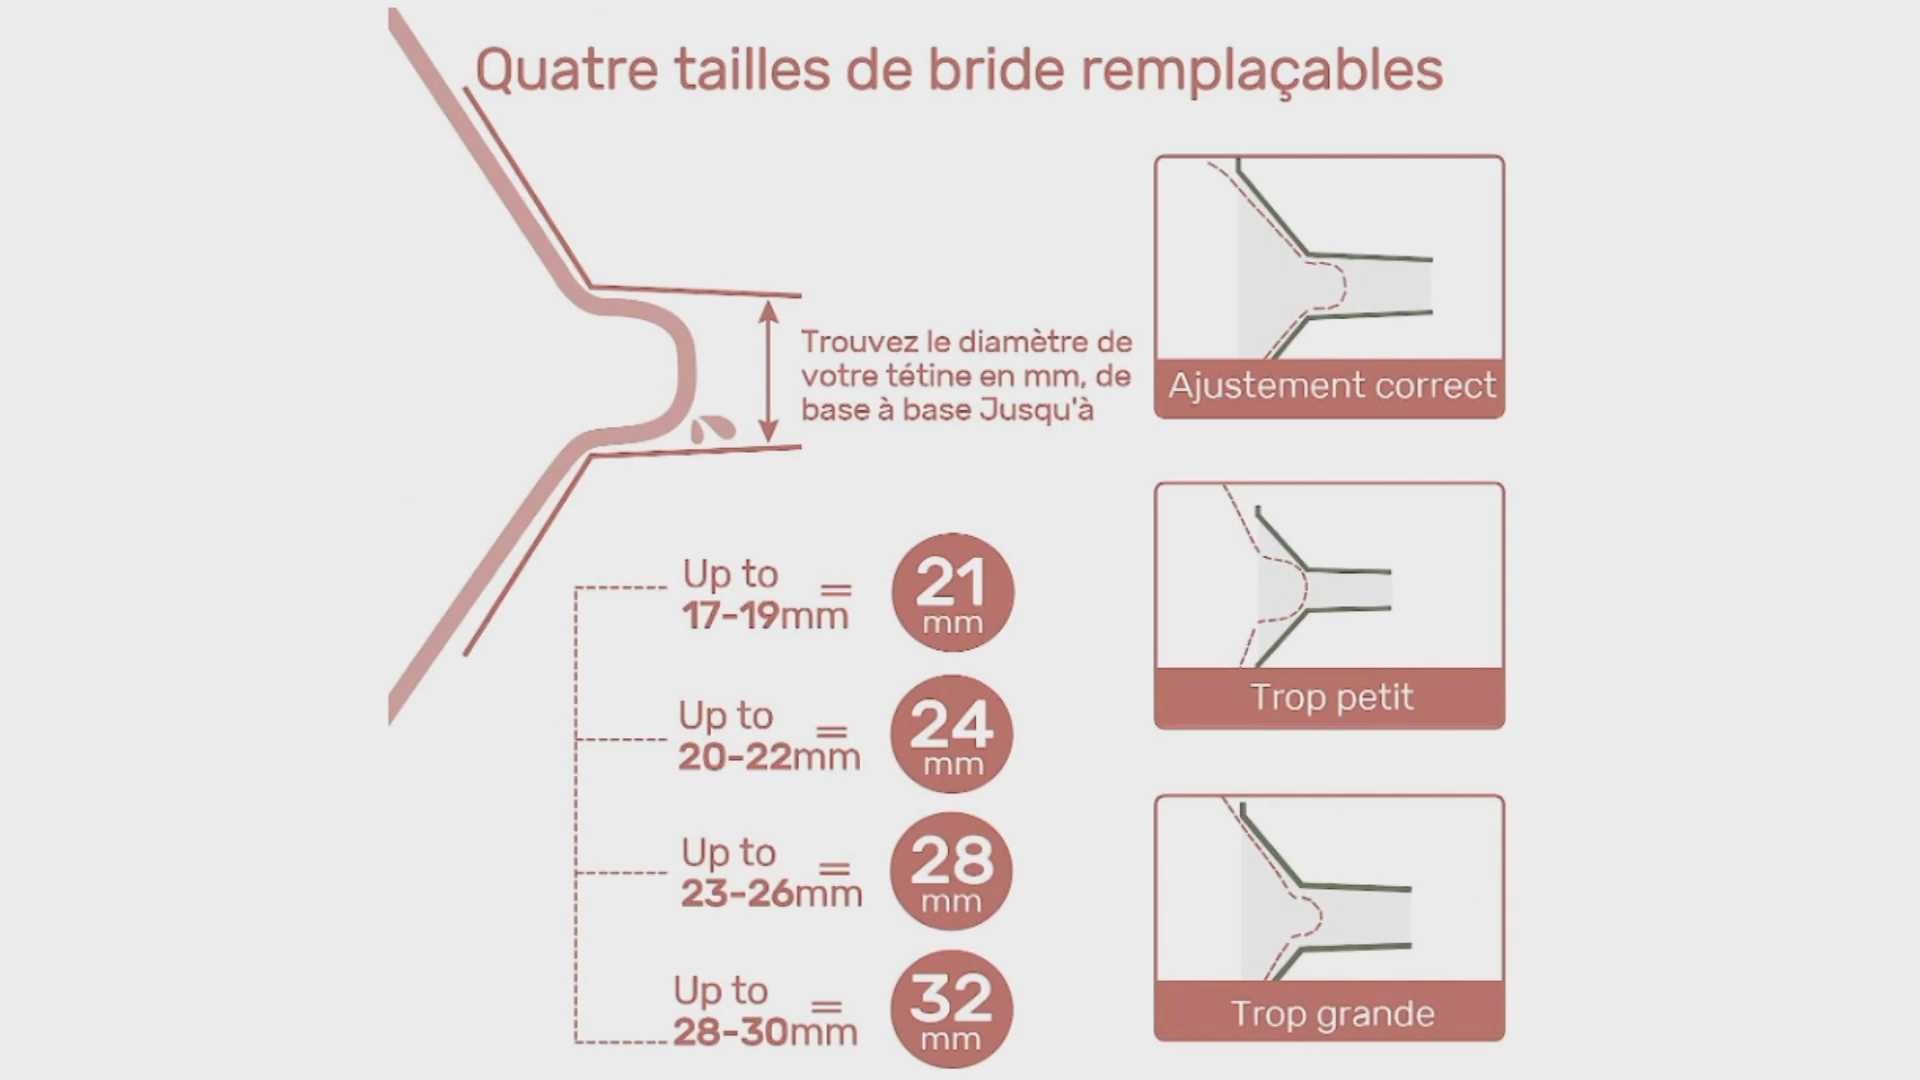 Quatre tailles de bride remplaçables
Trouvez le diamètre de
votre tétine en mm, de
base à base Jusqu'à
Ajustement correct
Trop petit
Trop grande
Up to
17-19mm = 21 mm
Up to
20-22mm = 24 mm
Up to
23-26mm = 28 mm
Up to
28-30mm = 32 mm